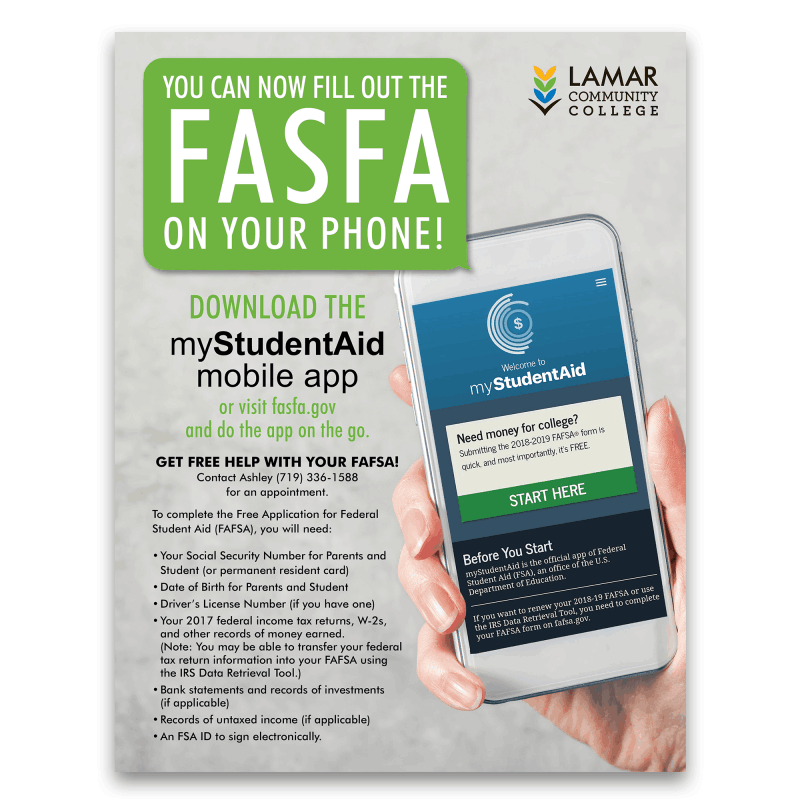 YOU CAN NOW FILL OUT THE
FASFA
ON YOUR PHONE!
LAMAR
COMMUNITY
COLLEGE
DOWNLOAD THE
myStudentAid
mobile app
or visit fasfa.gov
and do the app on the go.
GET FREE HELP WITH YOUR FAFSA!
Contact Ashley (719) 336-1588
for an appointment.
To complete the Free Application for Federal
Student Aid (FAFSA), you will need:
• Your Social Security Number for Parents and
Student (or permanent resident card)
• Date of Birth for Parents and Student
• Driver's License Number (if you have one)
• Your 2017 federal income tax returns, W-2s,
and other records of money earned.
(Note: You may be able to transfer your federal
tax return information into your FAFSA using
the IRS Data Retrieval Tool.)
• Bank statements and records of investments
(if applicable)
• Records of untaxed income (if applicable)
• An FSA ID to sign electronically.
$
Welcome to
myStudentAid
Need money for college?
Submitting the 2018-2019 FAFSA® form is
quick, and most importantly, it's FREE.
START HERE
Before You Start
myStudentAid is the official app of Federal
Student Aid (FSA), an office of the U.S.
Department of Education.
If you want to renew your 2018-19 FAFSA or use
the IRS Data Retrieval Tool, you need to complete
your FAFSA form on fafsa.gov.